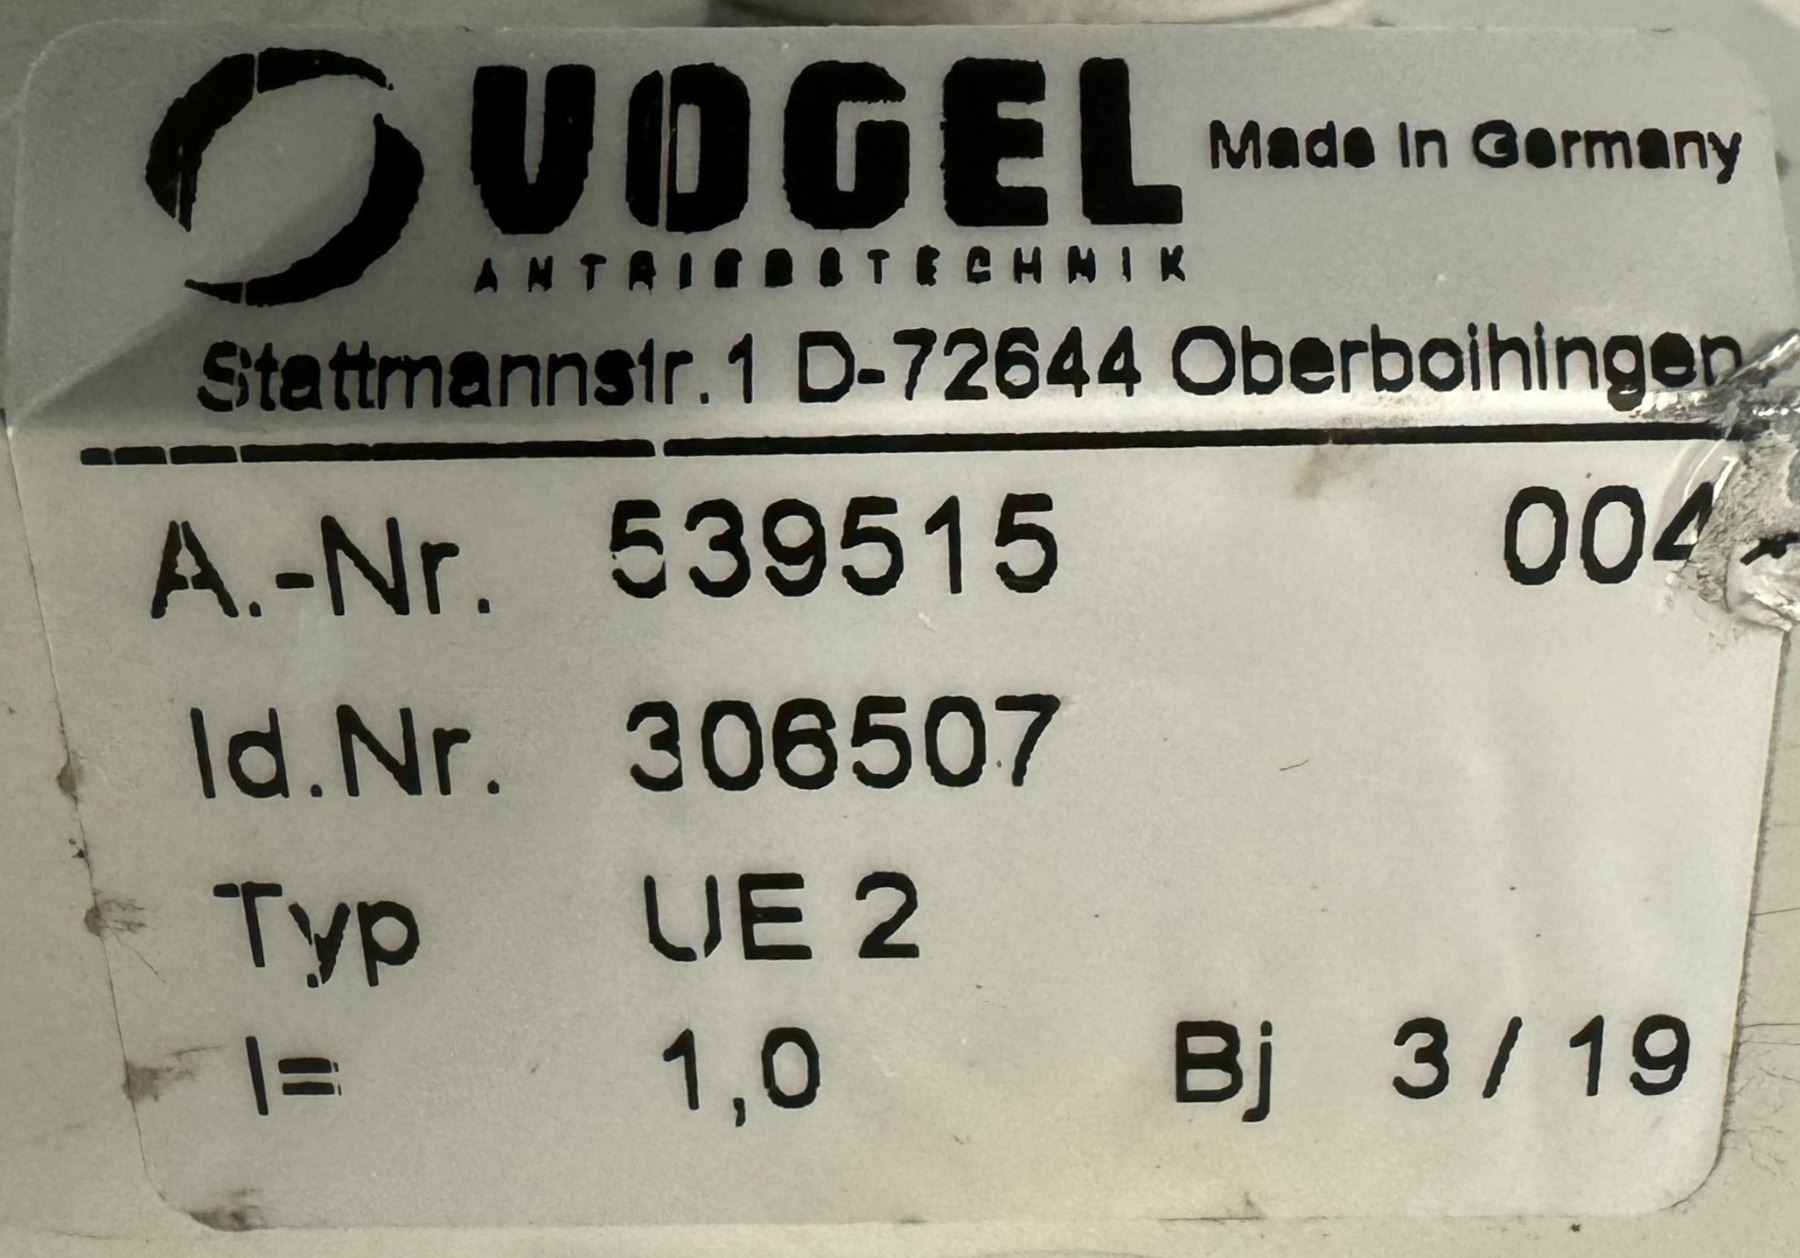 VOGEL Made in Germany
ANTRIEBSTECHNIK
Stattmannstr.1 D-72644 Oberboihingen
A.-Nr. 539515
Id.Nr. 306507
Typ UE 2
I= 1,0 Bj 3 / 19